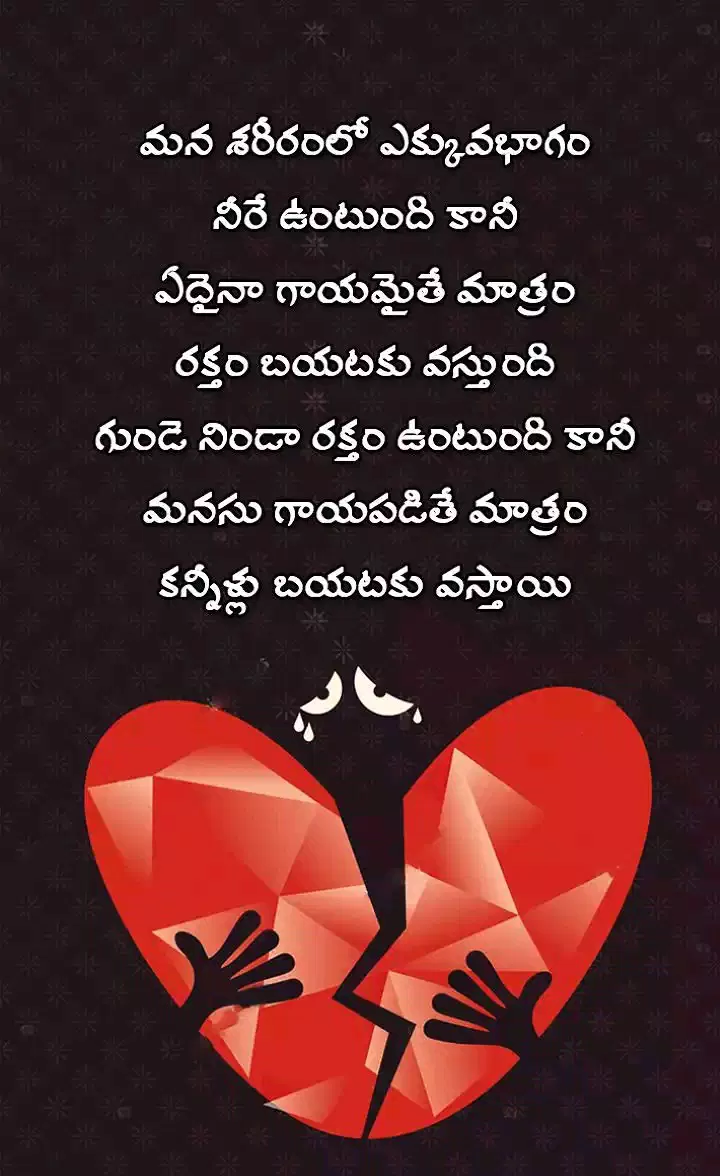 మన శరీరంలో ఎక్కువభాగం
నీరే ఉంటుంది కానీ
ఏదైనా గాయమైతే మాత్రం
రక్తం బయటకు వస్తుంది
గుండె నిండా రక్తం ఉంటుంది కానీ
మనసు గాయపడితే మాత్రం
కన్నీళ్లు బయటకు వస్తాయి